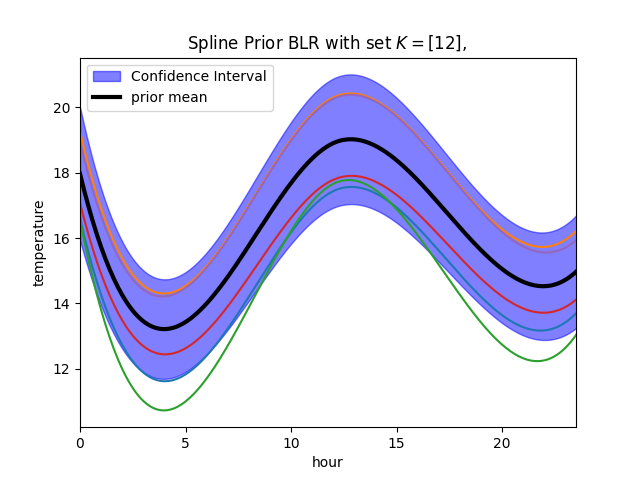 Spline Prior BLR with set K = [12],
Confidence Interval
prior mean
temperature
20
18
16
14
12
0 5 10 15 20
hour